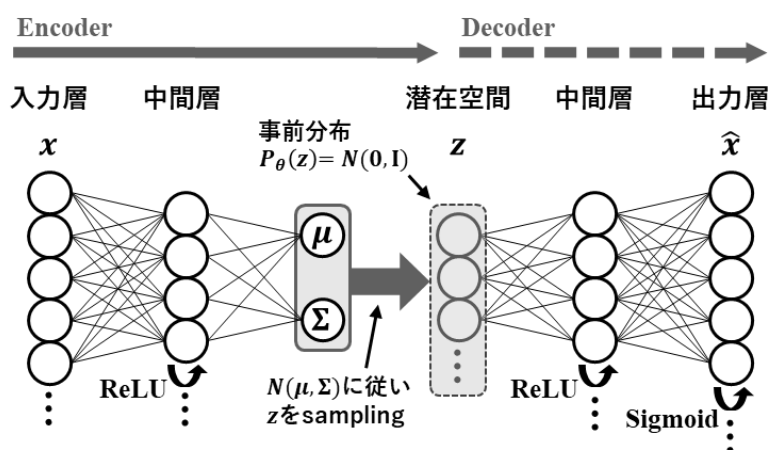 Encoder
Decoder
入力層
中間層
潜在空間
中間層
出力層
x
事前分布
P_θ(z)= N(0, I)
z
x̂
μ
Σ
ReLU
N(μ, Σ)に従い
zをsampling
ReLU
Sigmoid